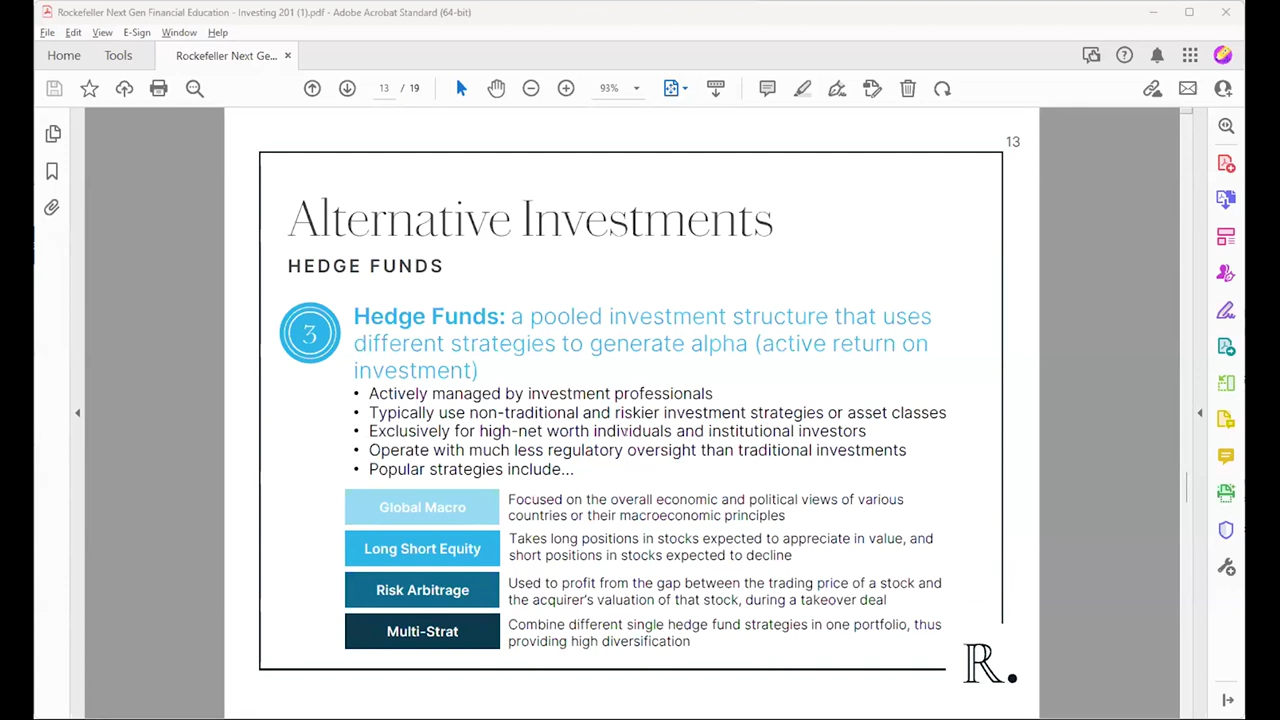 Rockefeller Next Gen Financial Education - Investing 201 (1).pdf - Adobe Acrobat Standard (64-bit)
File Edit View E-Sign Window Help
Home Tools Rockefeller Next Ge... ×
13 / 19 93%
13
Alternative Investments
HEDGE FUNDS
3
Hedge Funds: a pooled investment structure that uses
different strategies to generate alpha (active return on
investment)
• Actively managed by investment professionals
• Typically use non-traditional and riskier investment strategies or asset classes
• Exclusively for high-net worth individuals and institutional investors
• Operate with much less regulatory oversight than traditional investments
• Popular strategies include...
Global Macro
Focused on the overall economic and political views of various
countries or their macroeconomic principles
Long Short Equity
Takes long positions in stocks expected to appreciate in value, and
short positions in stocks expected to decline
Risk Arbitrage
Used to profit from the gap between the trading price of a stock and
the acquirer's valuation of that stock, during a takeover deal
Multi-Strat
Combine different single hedge fund strategies in one portfolio, thus
providing high diversification
R.